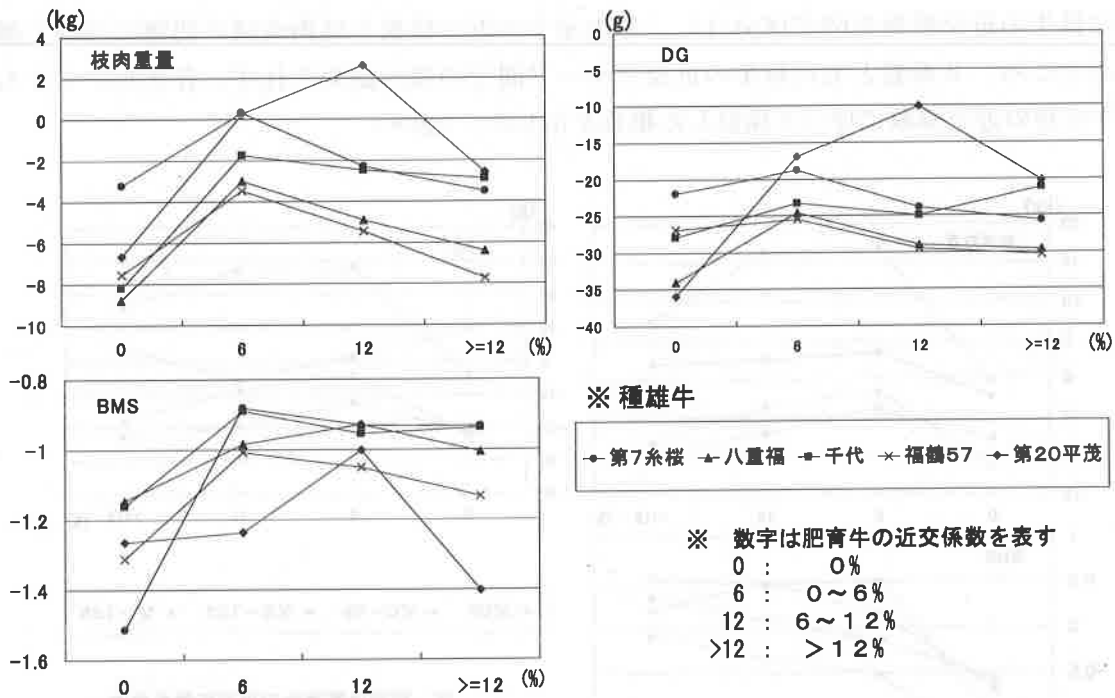 (kg)
枝肉重量
4
2
0
-2
-4
-6
-8
-10
0 6 12 >=12 (%)
(g)
DG
0
-5
-10
-15
-20
-25
-30
-35
-40
0 6 12 >=12 (%)
BMS
-0.8
-1
-1.2
-1.4
-1.6
0 6 12 >=12 (%)
※ 種雄牛
第7糸桜 八重福 千代 福鶴57 第20平茂
※ 数字は肥育牛の近交係数を表す
0 : 0%
6 : 0~6%
12 : 6~12%
>12 : >12%